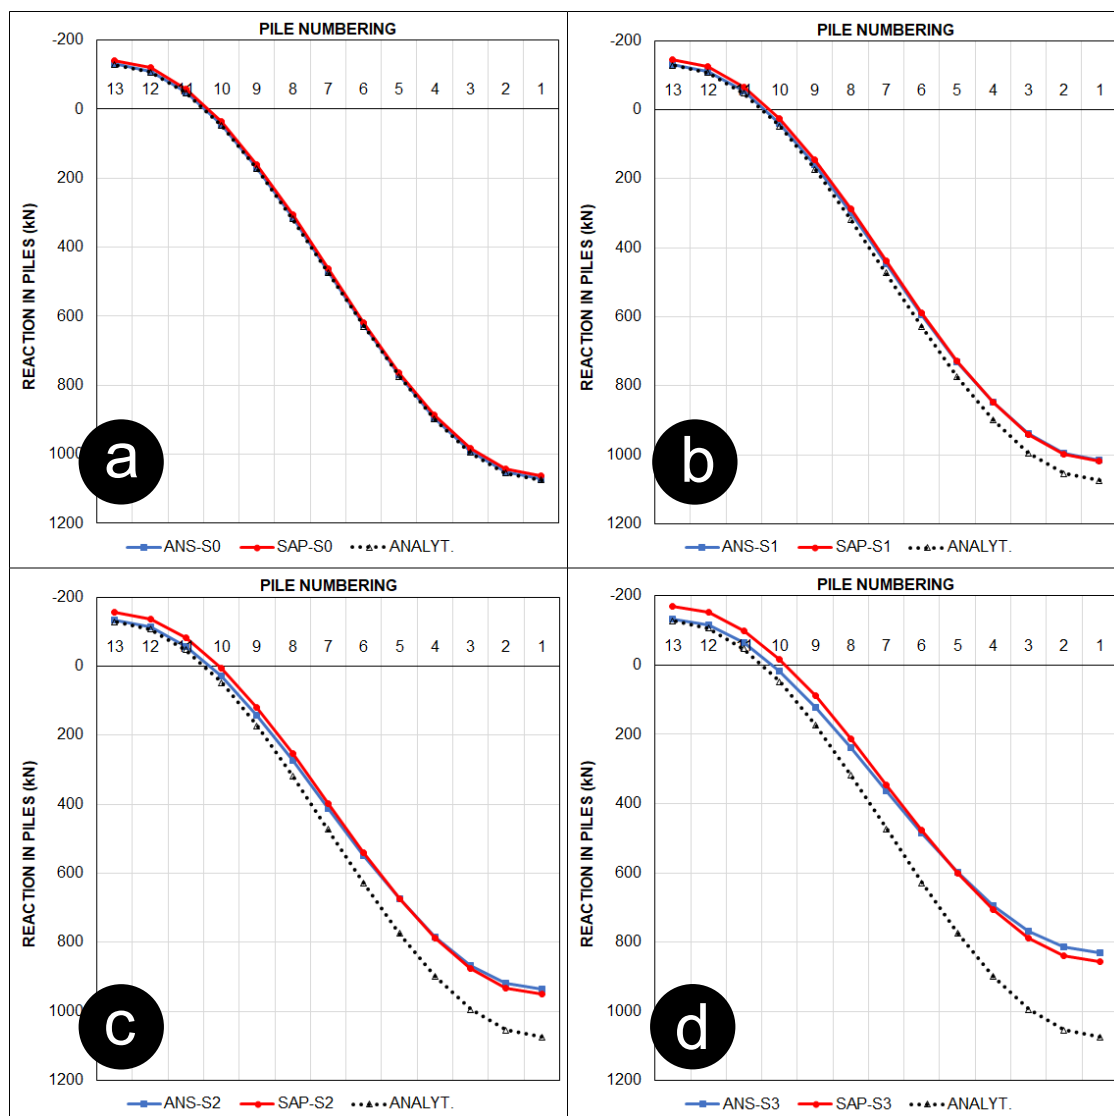 PILE NUMBERING
-200
13 12 11 10 9 8 7 6 5 4 3 2 1
0
200
400
600
800
1000
1200
REACTION IN PILES (kN)
a
ANS-S0 SAP-S0 ANALYT.
PILE NUMBERING
-200
13 12 11 10 9 8 7 6 5 4 3 2 1
0
200
400
600
800
1000
1200
REACTION IN PILES (kN)
b
ANS-S1 SAP-S1 ANALYT.
PILE NUMBERING
-200
13 12 11 10 9 8 7 6 5 4 3 2 1
0
200
400
600
800
1000
1200
REACTION IN PILES (kN)
c
ANS-S2 SAP-S2 ANALYT.
PILE NUMBERING
-200
13 12 11 10 9 8 7 6 5 4 3 2 1
0
200
400
600
800
1000
1200
REACTION IN PILES (kN)
d
ANS-S3 SAP-S3 ANALYT.